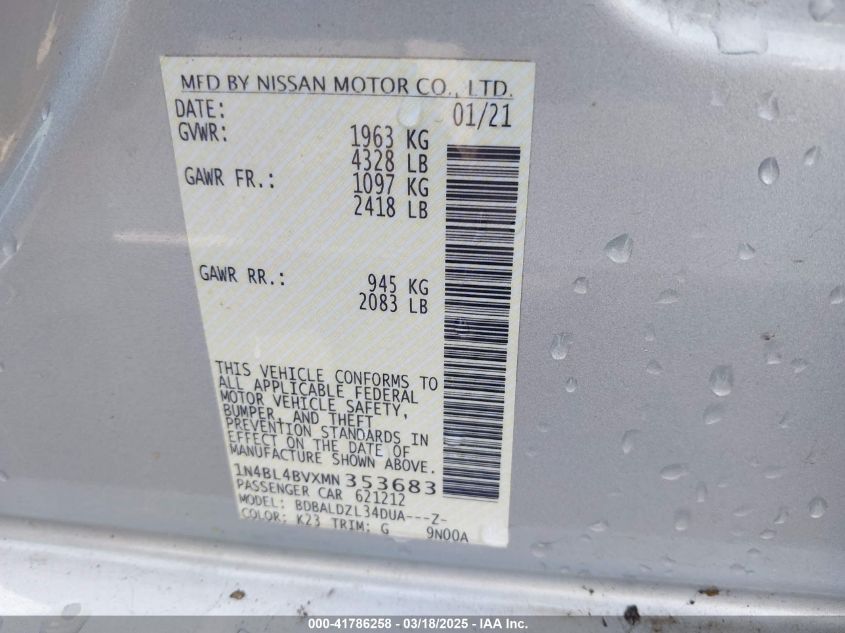 MFD BY NISSAN MOTOR CO., LTD.
DATE: 01/21
GVWR: 1963 KG
4328 LB
GAWR FR.: 1097 KG
2418 LB
GAWR RR.: 945 KG
2083 LB
THIS VEHICLE CONFORMS TO
ALL APPLICABLE FEDERAL
MOTOR VEHICLE SAFETY,
BUMPER, AND THEFT
PREVENTION STANDARDS IN
EFFECT ON THE DATE OF
MANUFACTURE SHOWN ABOVE.
1N4BL4BVXMN353683
PASSENGER CAR 621212
MODEL: BDBALDZL34DUA---Z-
COLOR: K23 TRIM: G 9N00A
000-41786258 - 03/18/2025 - IAA Inc.